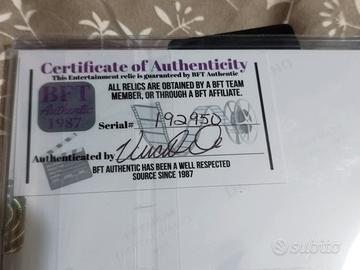 Certificate of Authenticity
This Entertainment relic is guaranteed by BFT Authentic
BFT
Authentic
1987
ALL RELICS ARE OBTAINED BY A BFT TEAM
MEMBER, OR THROUGH A BFT AFFILIATE.
Serial# 192950
Authenticated by
BFT AUTHENTIC HAS BEEN A WELL RESPECTED
SOURCE SINCE 1987
subito